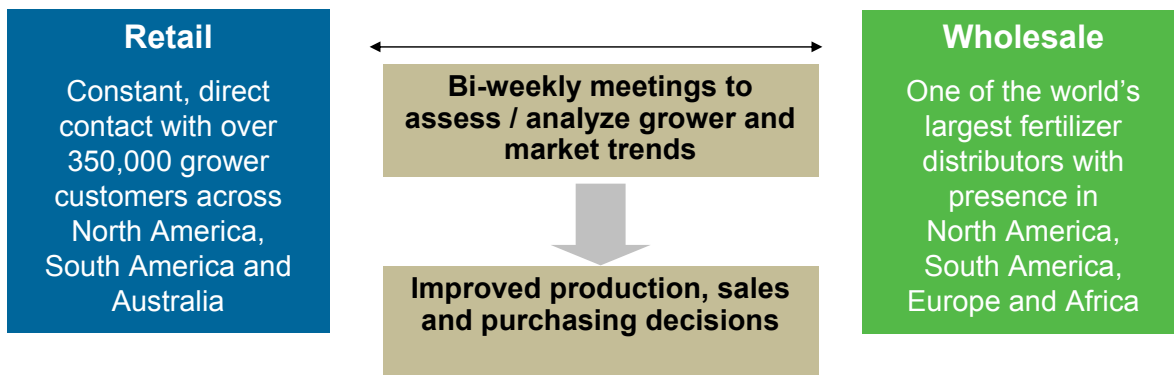 Retail
Constant, direct
contact with over
350,000 grower
customers across
North America,
South America and
Australia
Bi-weekly meetings to
assess / analyze grower and
market trends
Improved production, sales
and purchasing decisions
Wholesale
One of the world’s
largest fertilizer
distributors with
presence in
North America,
South America,
Europe and Africa